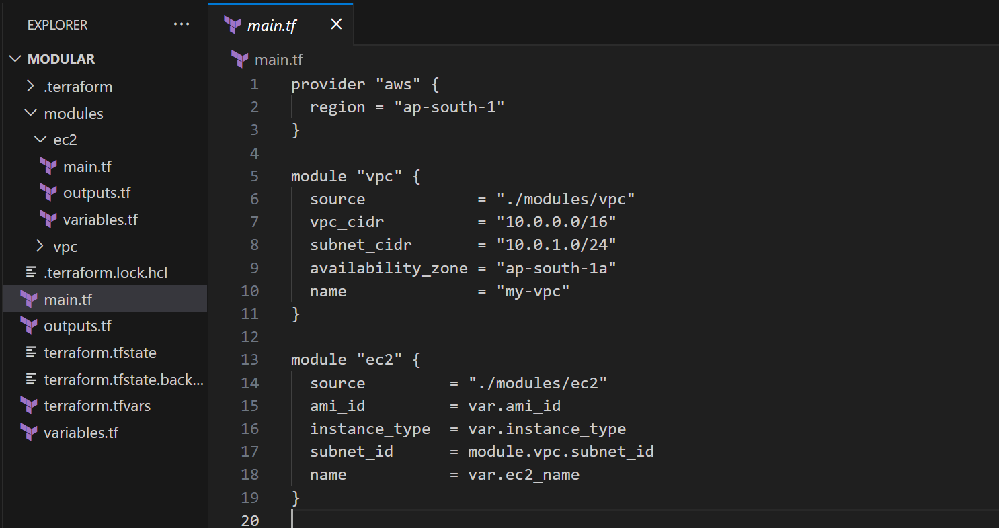 EXPLORER ...
MODULAR
.terraform
modules
ec2
main.tf
outputs.tf
variables.tf
vpc
.terraform.lock.hcl
main.tf
outputs.tf
terraform.tfstate
terraform.tfstate.back...
terraform.tfvars
variables.tf
main.tf
main.tf
1 provider "aws" {
2   region = "ap-south-1"
3 }
4
5 module "vpc" {
6   source            = "./modules/vpc"
7   vpc_cidr          = "10.0.0.0/16"
8   subnet_cidr       = "10.0.1.0/24"
9   availability_zone = "ap-south-1a"
10   name              = "my-vpc"
11 }
12
13 module "ec2" {
14   source         = "./modules/ec2"
15   ami_id         = var.ami_id
16   instance_type  = var.instance_type
17   subnet_id      = module.vpc.subnet_id
18   name           = var.ec2_name
19 }
20